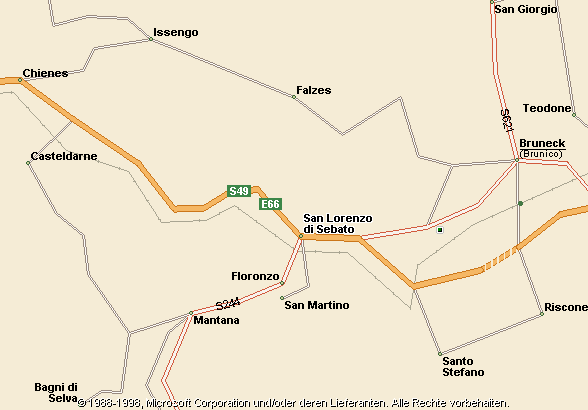 San Giorgio
Issengo
Chienes
Falzes
Teodone
S621
Bruneck
(Brunico)
Casteldarne
S49
E66
San Lorenzo
di Sebato
Floronzo
S244
San Martino
Mantana
Riscone
Santo
Stefano
Bagni di
Selva
© 1988-1998, Microsoft Corporation und/oder deren Lieferanten. Alle Rechte vorbehalten.